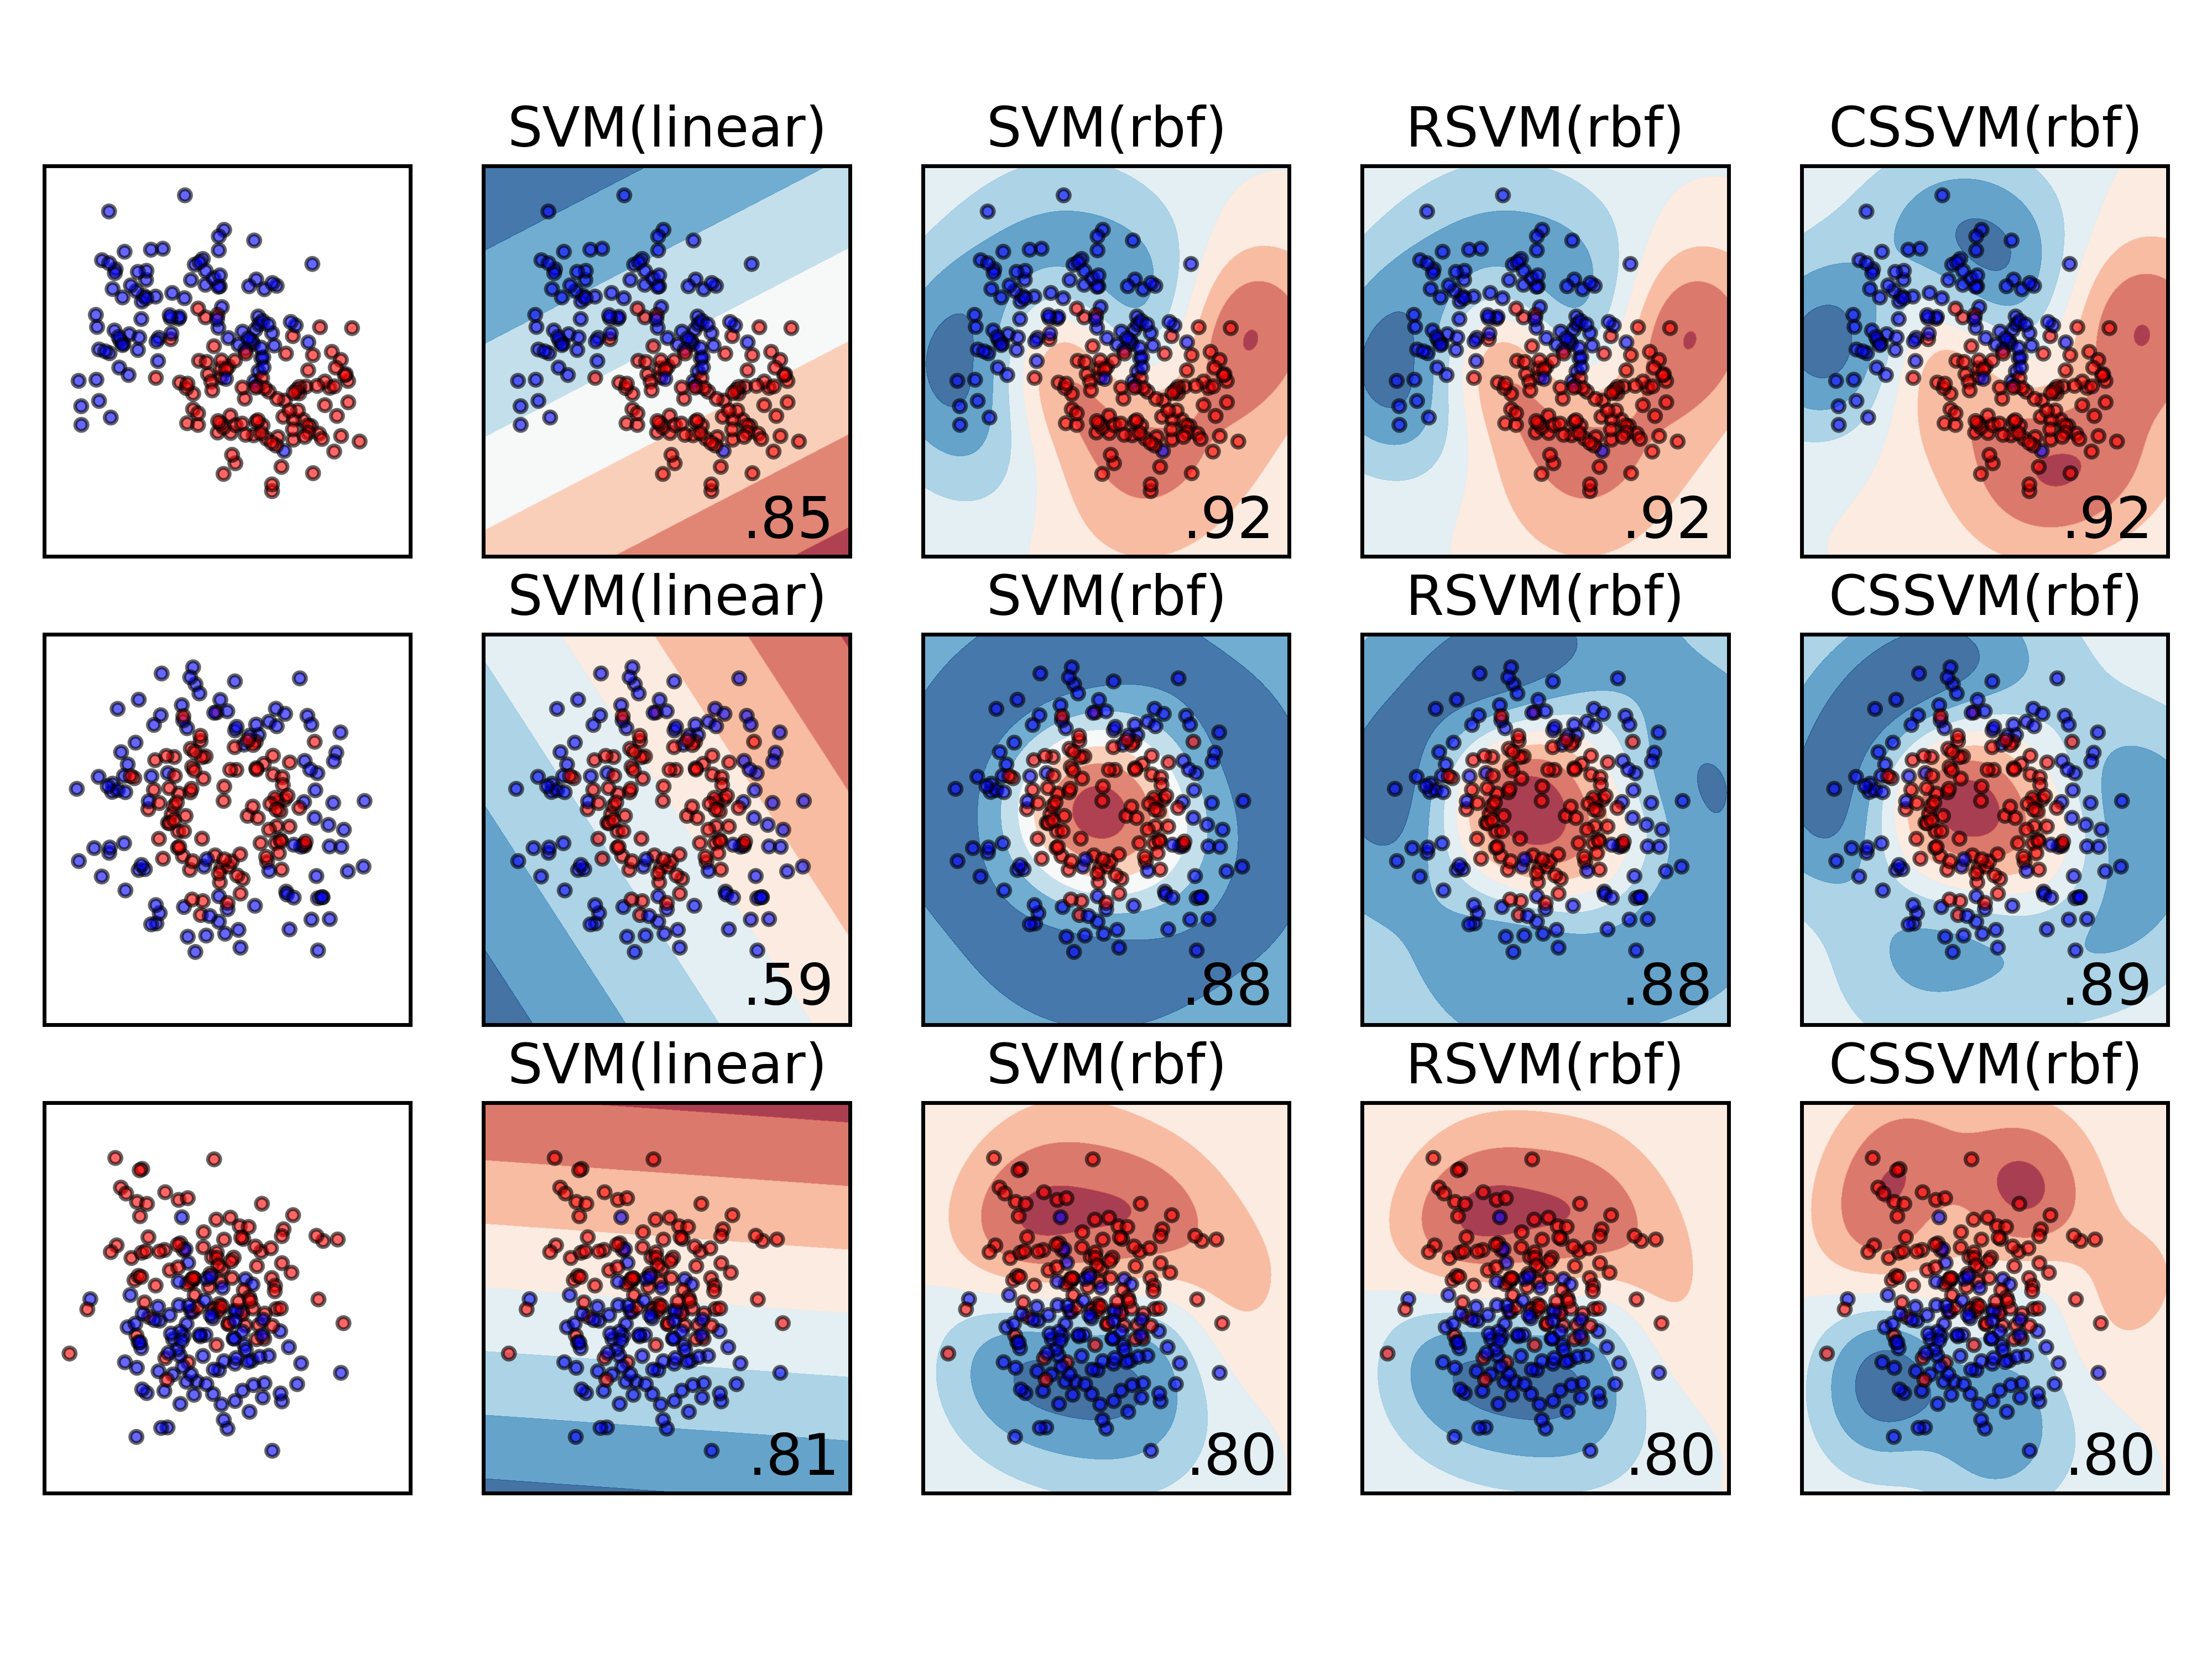 SVM(linear) SVM(rbf) RSVM(rbf) CSSVM(rbf)
.85 .92 .92 .92
SVM(linear) SVM(rbf) RSVM(rbf) CSSVM(rbf)
.59 .88 .88 .89
SVM(linear) SVM(rbf) RSVM(rbf) CSSVM(rbf)
.81 .80 .80 .80